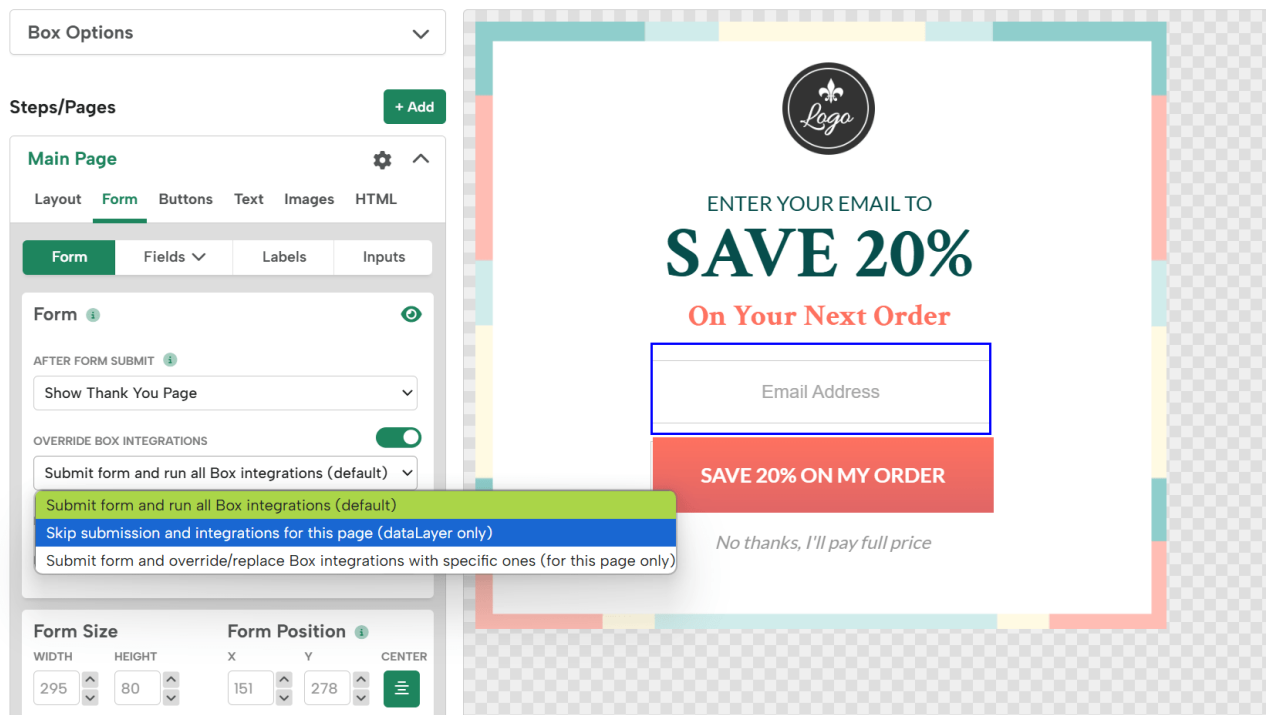 Box Options
Steps/Pages
+ Add
Main Page
Layout Form Buttons Text Images HTML
Form Fields Labels Inputs
Form i
AFTER FORM SUBMIT i
Show Thank You Page
OVERRIDE BOX INTEGRATIONS
Submit form and run all Box integrations (default)
Submit form and run all Box integrations (default)
Skip submission and integrations for this page (dataLayer only)
Submit form and override/replace Box integrations with specific ones (for this page only)
Form Size Form Position i
WIDTH HEIGHT X Y CENTER
295 80 151 278
Logo
ENTER YOUR EMAIL TO
SAVE 20%
On Your Next Order
Email Address
SAVE 20% ON MY ORDER
No thanks, I'll pay full price